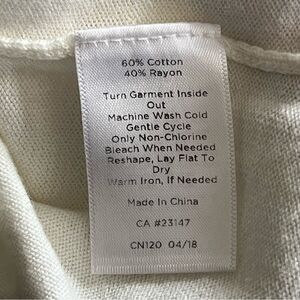 60% Cotton
40% Rayon
Turn Garment Inside
Out
Machine Wash Cold
Gentle Cycle
Only Non-Chlorine
Bleach When Needed
Reshape, Lay Flat To
Dry
Warm Iron, If Needed
Made In China
CA #23147
CN120 04/18